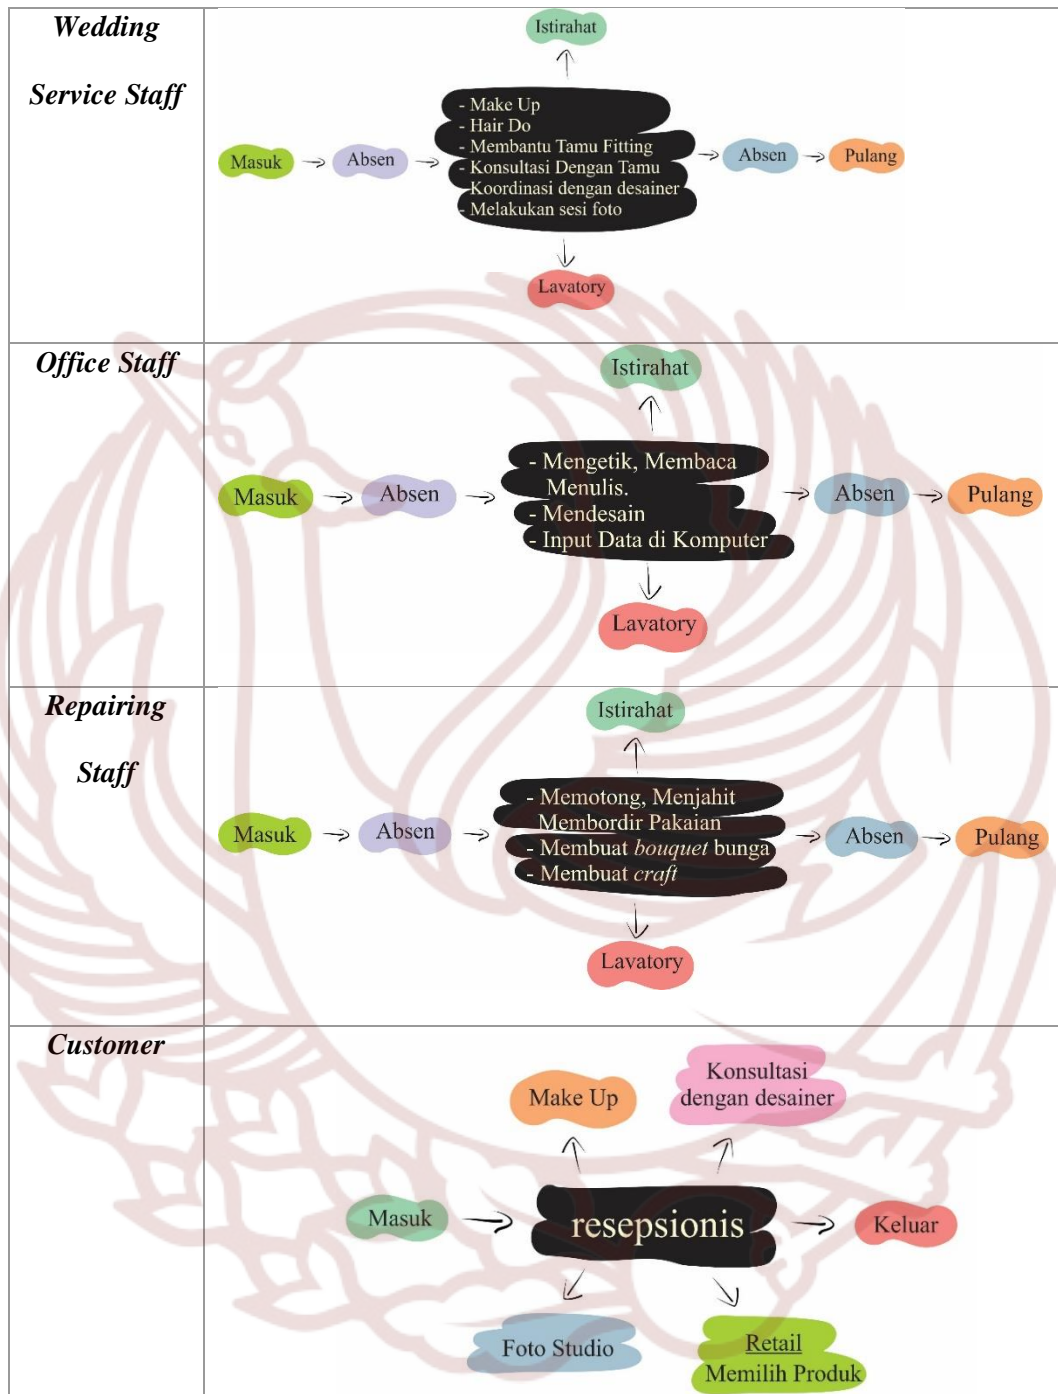 Wedding
Service Staff
Istirahat
- Make Up
- Hair Do
- Membantu Tamu Fitting
- Konsultasi Dengan Tamu
Koordinasi dengan desainer
- Melakukan sesi foto
Masuk
Absen
Absen
Pulang
Lavatory
Office Staff
Istirahat
- Mengetik, Membaca
Menulis.
- Mendesain
- Input Data di Komputer
Masuk
Absen
Absen
Pulang
Lavatory
Repairing
Staff
Istirahat
- Memotong, Menjahit
Membordir Pakaian
- Membuat bouquet bunga
- Membuat craft
Masuk
Absen
Absen
Pulang
Lavatory
Customer
Make Up
Konsultasi
dengan desainer
Masuk
resepsionis
Keluar
Foto Studio
Retail
Memilih Produk